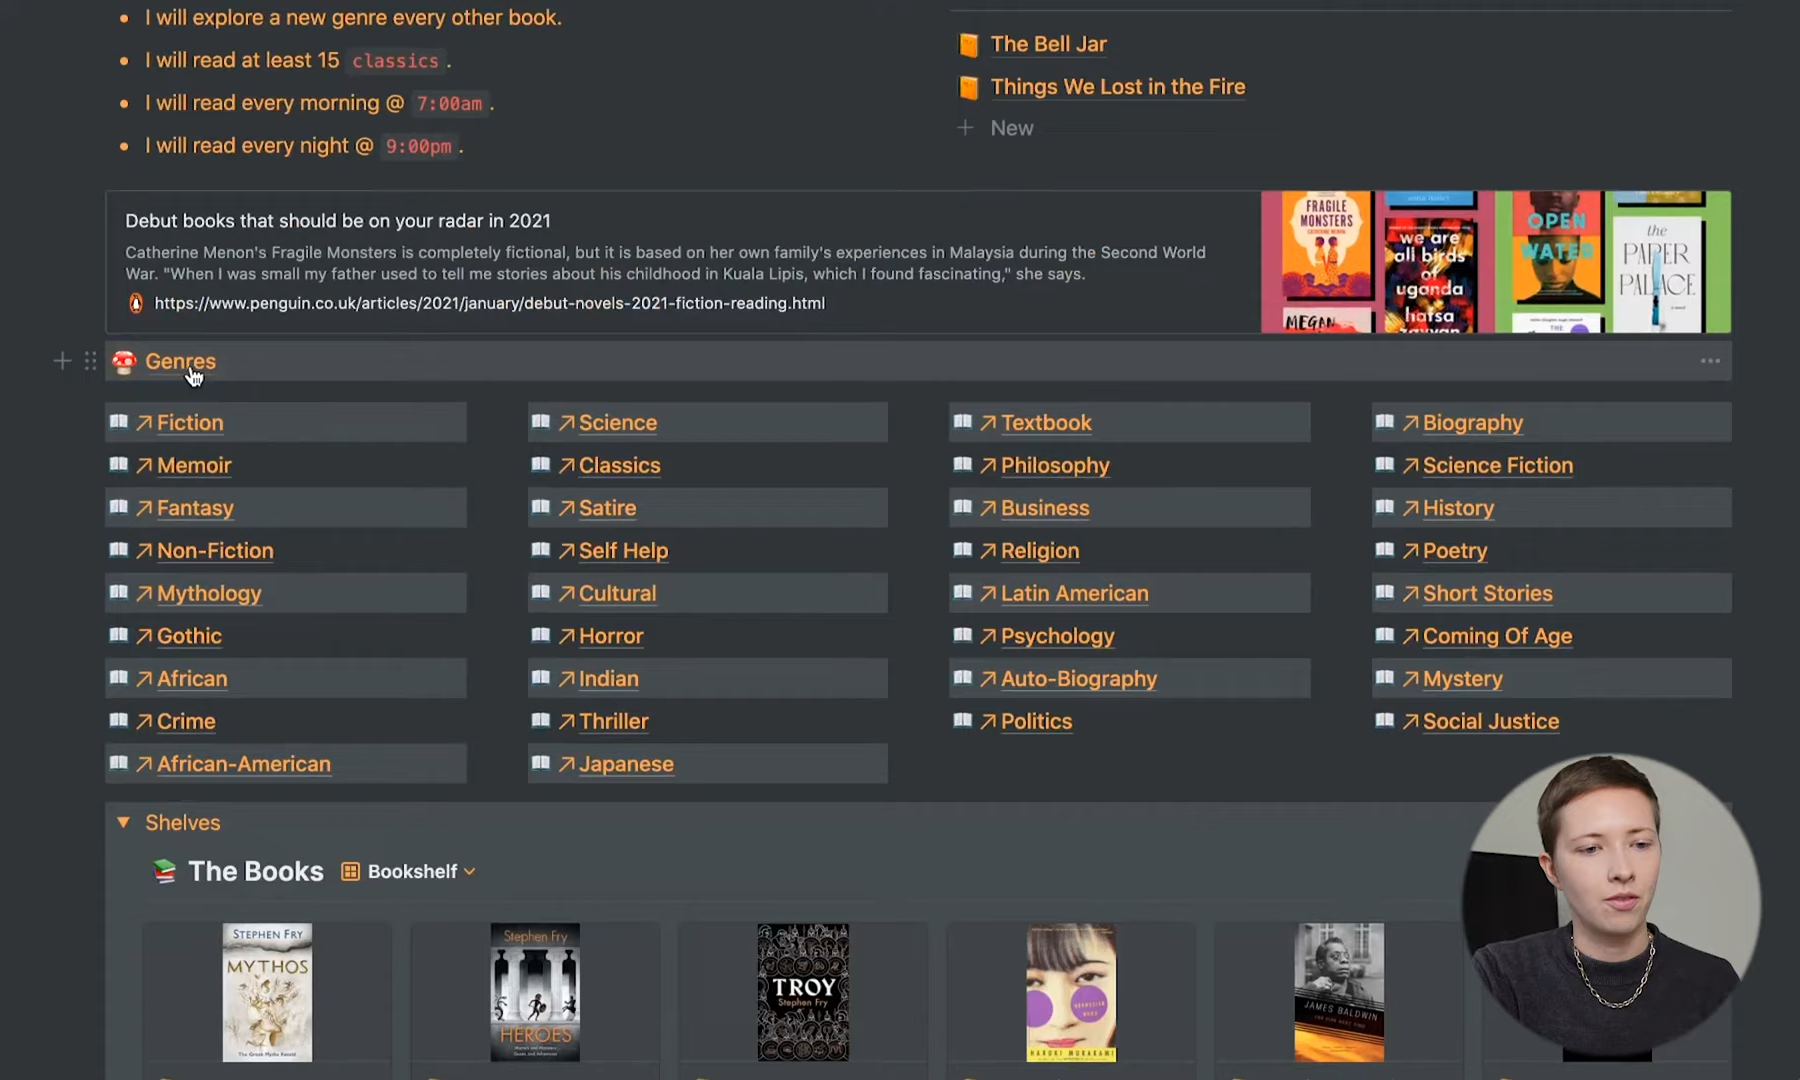 I will explore a new genre every other book.
I will read at least 15 classics.
I will read every morning @ 7:00am.
I will read every night @ 9:00pm.
The Bell Jar
Things We Lost in the Fire
New
Debut books that should be on your radar in 2021
Catherine Menon's Fragile Monsters is completely fictional, but it is based on her own family's experiences in Malaysia during the Second World
War. "When I was small my father used to tell me stories about his childhood in Kuala Lipis, which I found fascinating," she says.
https://www.penguin.co.uk/articles/2021/january/debut-novels-2021-fiction-reading.html
FRAGILE
MONSTERS
MEGAN
we are
all birds
of
uganda
hafsa
zayyan
OPEN
WATER
THE
the
PAPER
PALACE
Genres
Fiction
Science
Textbook
Biography
Memoir
Classics
Philosophy
Science Fiction
Fantasy
Satire
Business
History
Non-Fiction
Self Help
Religion
Poetry
Mythology
Cultural
Latin American
Short Stories
Gothic
Horror
Psychology
Coming Of Age
African
Indian
Auto-Biography
Mystery
Crime
Thriller
Politics
Social Justice
African-American
Japanese
Shelves
The Books
Bookshelf
STEPHEN FRY
MYTHOS
The Greek Myths Retold
Stephen Fry
HEROES
TROY
Stephen Fry
HARUKI MURAKAMI
JAMES BALDWIN